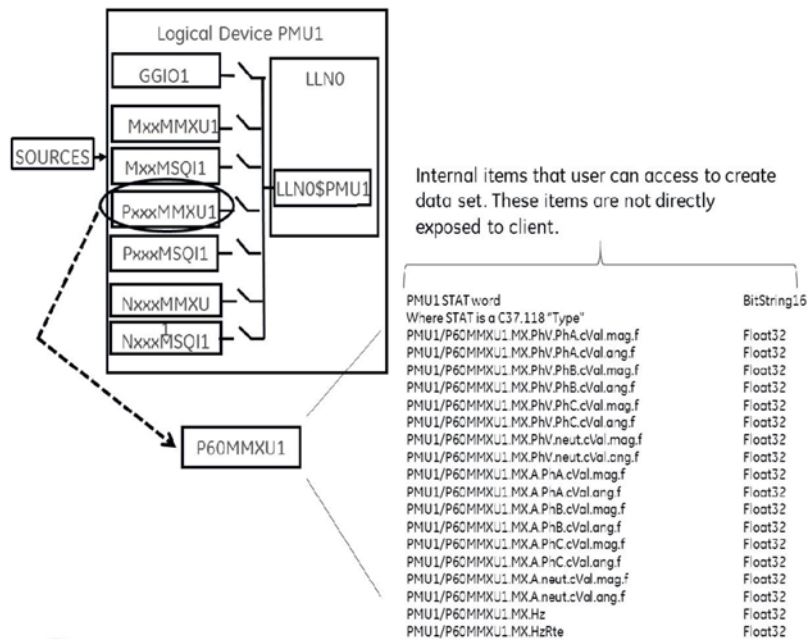 Logical Device PMU1
GGIO1
LLN0
MxxMMXU1
SOURCES
MxxMSQI1
LLN0$PMU1
PxxxMMXU1
PxxxMSQI1
NxxxMMXU
1
NxxxMSQI1
P60MMXU1
Internal items that user can access to create
data set. These items are not directly
exposed to client.
PMU1 STAT word BitString16
Where STAT is a C37.118 "Type"
PMU1/P60MMXU1.MX.PhV.PhA.cVal.mag.f Float32
PMU1/P60MMXU1.MX.PhV.PhA.cVal.ang.f Float32
PMU1/P60MMXU1.MX.PhV.PhB.cVal.mag.f Float32
PMU1/P60MMXU1.MX.PhV.PhB.cVal.ang.f Float32
PMU1/P60MMXU1.MX.PhV.PhC.cVal.mag.f Float32
PMU1/P60MMXU1.MX.PhV.PhC.cVal.ang.f Float32
PMU1/P60MMXU1.MX.PhV.neut.cVal.mag.f Float32
PMU1/P60MMXU1.MX.PhV.neut.cVal.ang.f Float32
PMU1/P60MMXU1.MX.A.PhA.cVal.mag.f Float32
PMU1/P60MMXU1.MX.A.PhA.cVal.ang.f Float32
PMU1/P60MMXU1.MX.A.PhB.cVal.mag.f Float32
PMU1/P60MMXU1.MX.A.PhB.cVal.ang.f Float32
PMU1/P60MMXU1.MX.A.PhC.cVal.mag.f Float32
PMU1/P60MMXU1.MX.A.PhC.cVal.ang.f Float32
PMU1/P60MMXU1.MX.A.neut.cVal.mag.f Float32
PMU1/P60MMXU1.MX.A.neut.cVal.ang.f Float32
PMU1/P60MMXU1.MX.Hz Float32
PMU1/P60MMXU1.MX.HzRte Float32